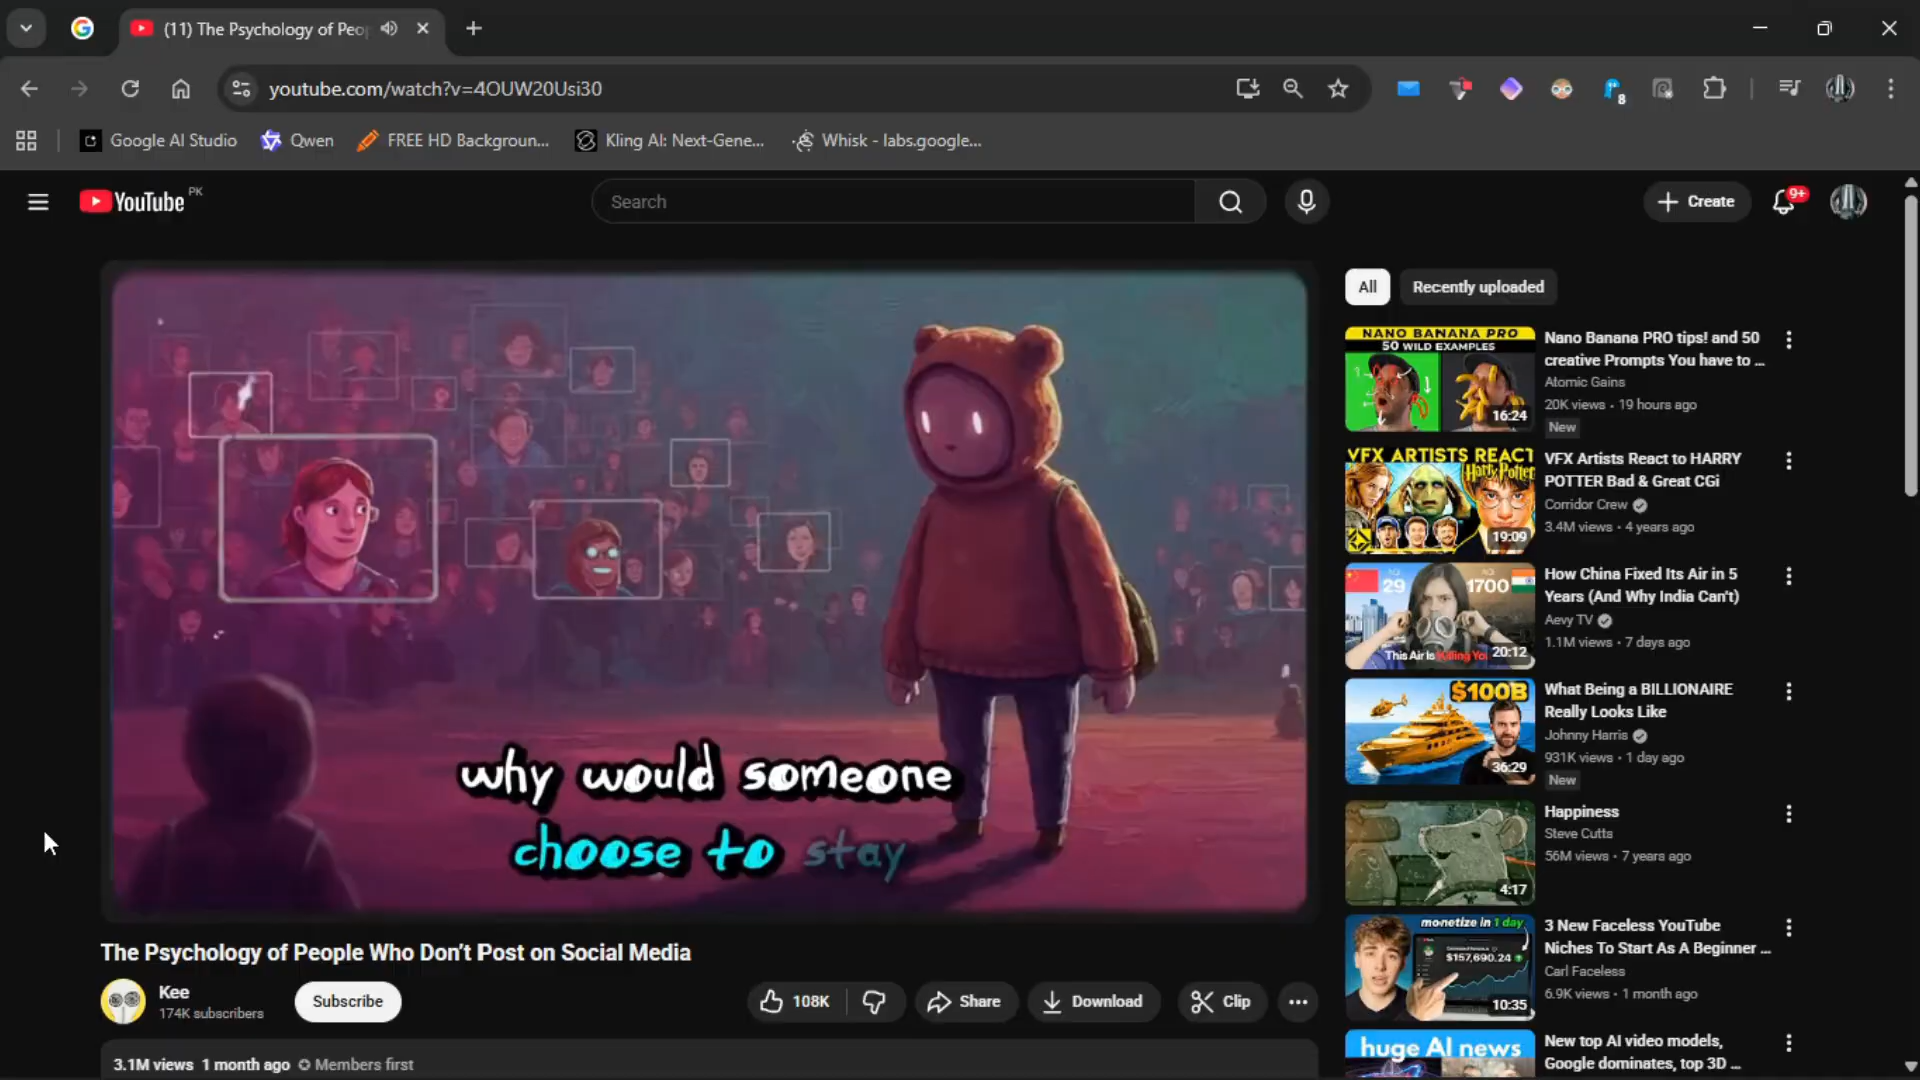 (11) The Psychology of Peo
youtube.com/watch?v=4OUW20Usi30
8
Google AI Studio
Qwen
FREE HD Backgroun...
Kling AI: Next-Gene...
Whisk - labs.google...
YouTube PK
Search
Create
9+
why would someone
choose to stay
The Psychology of People Who Don't Post on Social Media
Kee
174K subscribers
Subscribe
108K
Share
Download
Clip
3.1M views 1 month ago Members first
All
Recently uploaded
NANO BANANA PRO
50 WILD EXAMPLES
16:24
Nano Banana PRO tips! and 50
creative Prompts You have to ...
Atomic Gains
20K views • 19 hours ago
New
VFX ARTISTS REACT
Harry Potter
19:09
VFX Artists React to HARRY
POTTER Bad & Great CGi
Corridor Crew
3.4M views • 4 years ago
AQI
29
1700
This Air Is Killing You
20:12
How China Fixed Its Air in 5
Years (And Why India Can't)
Aevy TV
1.1M views • 7 days ago
$100B
36:29
What Being a BILLIONAIRE
Really Looks Like
Johnny Harris
931K views • 1 day ago
New
4:17
Happiness
Steve Cutts
56M views • 7 years ago
monetize in 1 day
$157,690.24
10:35
3 New Faceless YouTube
Niches To Start As A Beginner ...
Carl Faceless
6.9K views • 1 month ago
huge AI news
New top AI video models,
Google dominates, top 3D ...